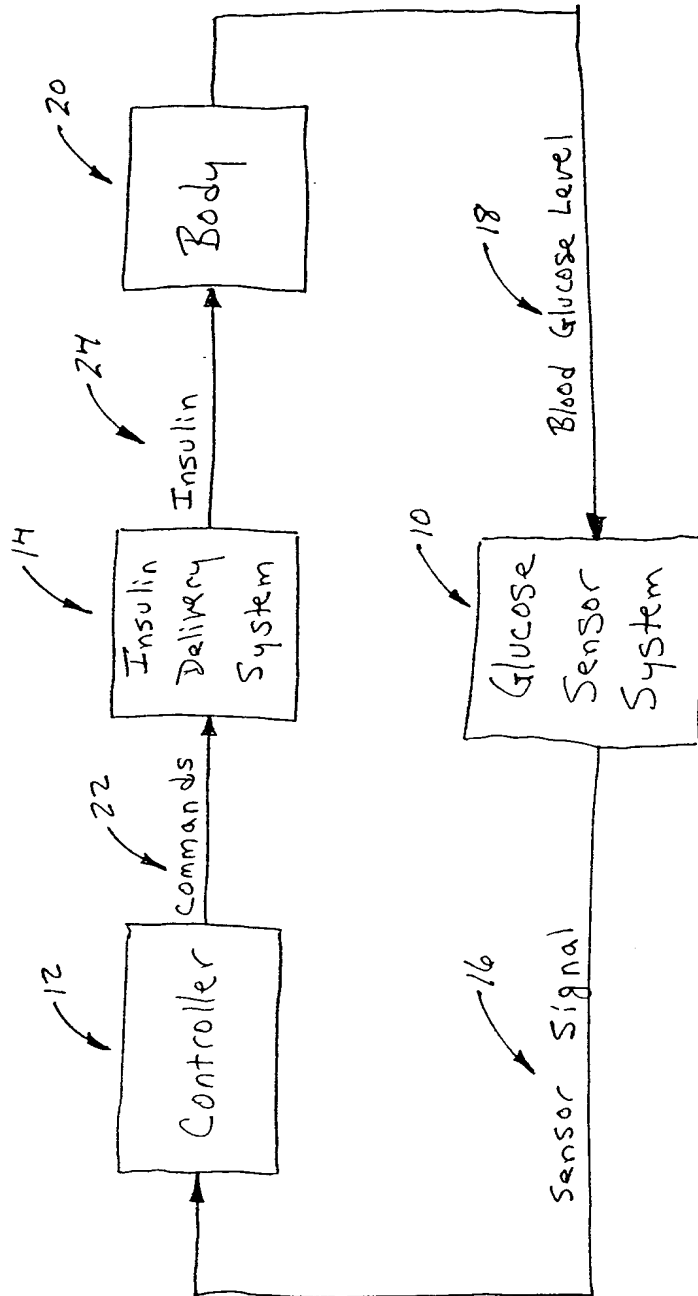 12
Controller
22
Commands
14
Insulin
Delivery
System
24
Insulin
20
Body
18
Blood Glucose Level
10
Glucose
Sensor
System
16
Sensor Signal